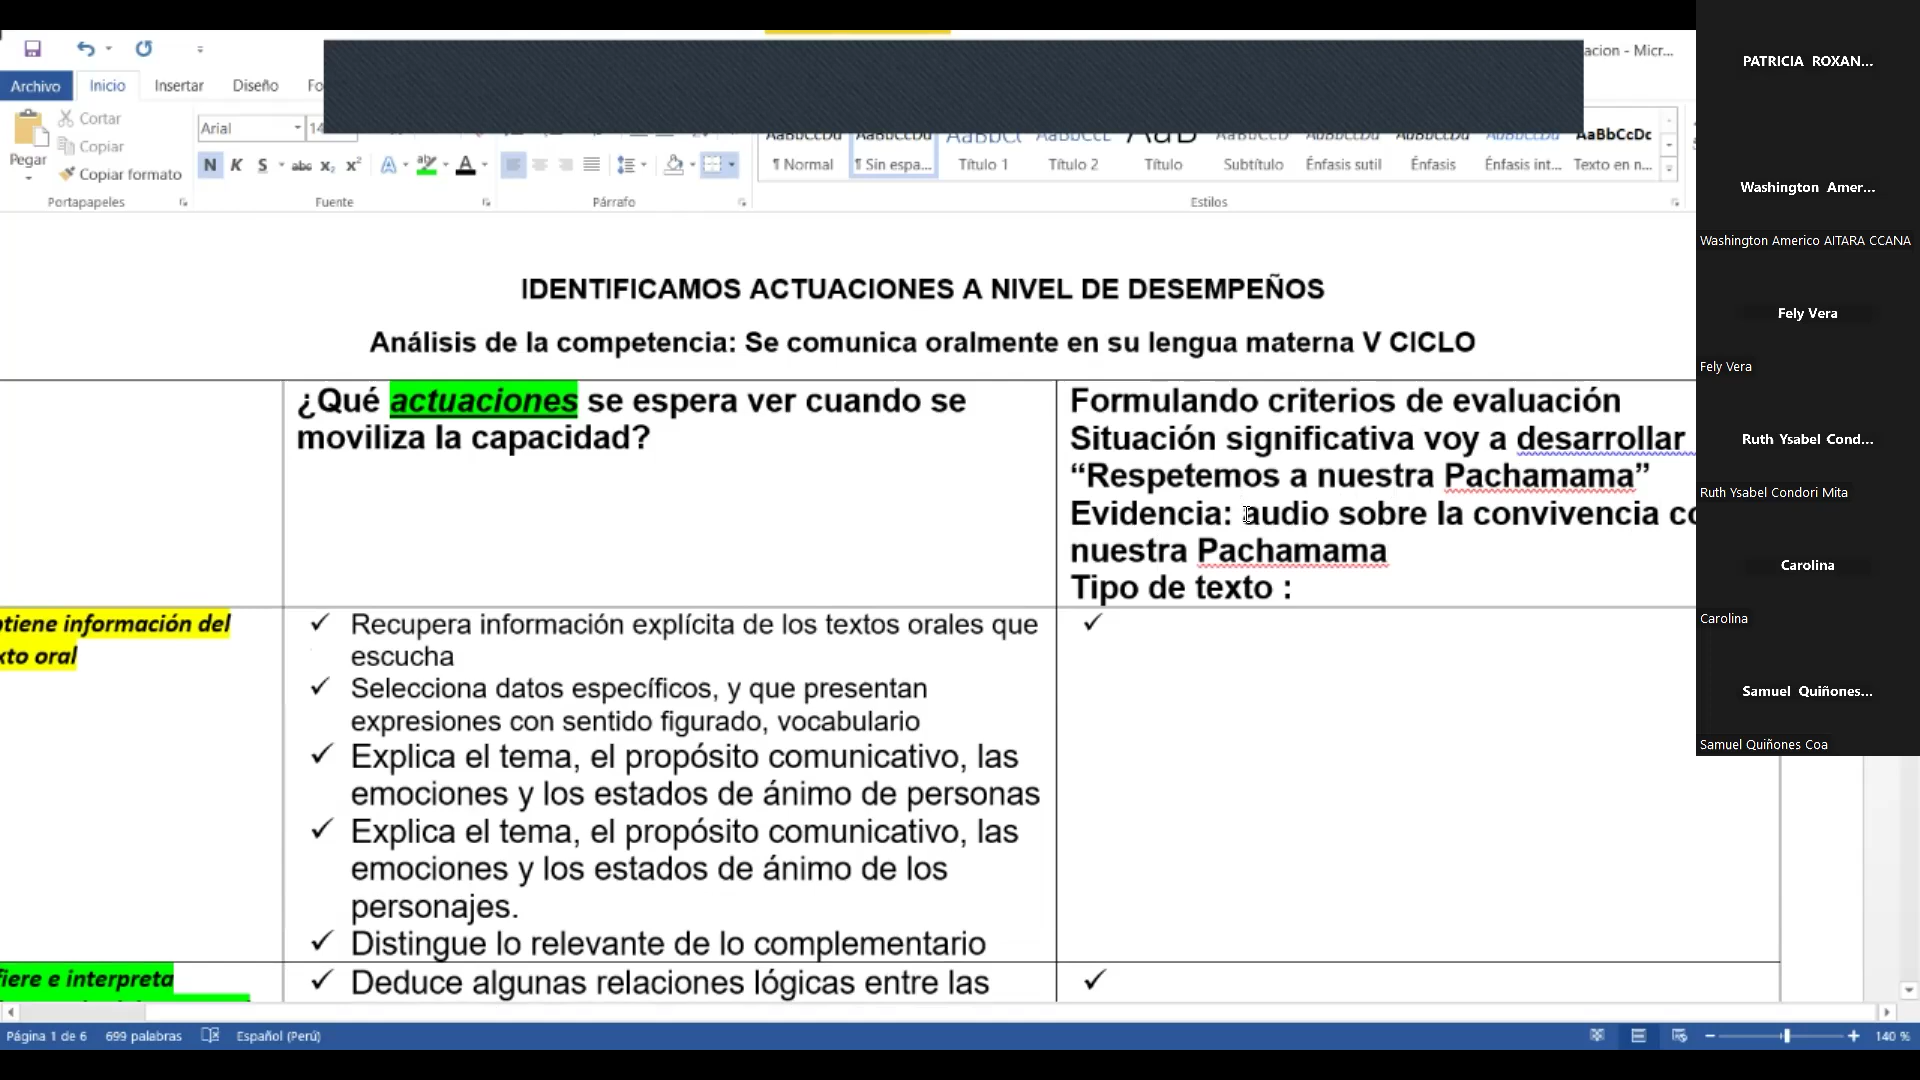 acion - Micr...
Archivo Inicio Insertar Diseño Fo
Cortar
Copiar
Pegar
Copiar formato
Portapapeles
Arial 14
N K S abc x₂ x²
Fuente
Párrafo
AaBbCcDc
¶ Normal ¶ Sin espa... Título 1 Título 2 Título Subtítulo Énfasis sutil Énfasis Énfasis int... Texto en n...
Estilos
IDENTIFICAMOS ACTUACIONES A NIVEL DE DESEMPEÑOS
Análisis de la competencia: Se comunica oralmente en su lengua materna V CICLO
¿Qué actuaciones se espera ver cuando se
moviliza la capacidad?
Formulando criterios de evaluación
Situación significativa voy a desarrollar
“Respetemos a nuestra Pachamama”
Evidencia: audio sobre la convivencia co
nuestra Pachamama
Tipo de texto :
tiene información del
xto oral
✓ Recupera información explícita de los textos orales que
escucha
✓ Selecciona datos específicos, y que presentan
expresiones con sentido figurado, vocabulario
✓ Explica el tema, el propósito comunicativo, las
emociones y los estados de ánimo de personas
✓ Explica el tema, el propósito comunicativo, las
emociones y los estados de ánimo de los
personajes.
✓ Distingue lo relevante de lo complementario
✓
fiere e interpreta
✓ Deduce algunas relaciones lógicas entre las
✓
Página 1 de 6 699 palabras Español (Perú) 140 %
PATRICIA ROXAN...
Washington Amer...
Washington Americo AITARA CCANA
Fely Vera
Fely Vera
Ruth Ysabel Cond...
Ruth Ysabel Condori Mita
Carolina
Carolina
Samuel Quiñones...
Samuel Quiñones Coa